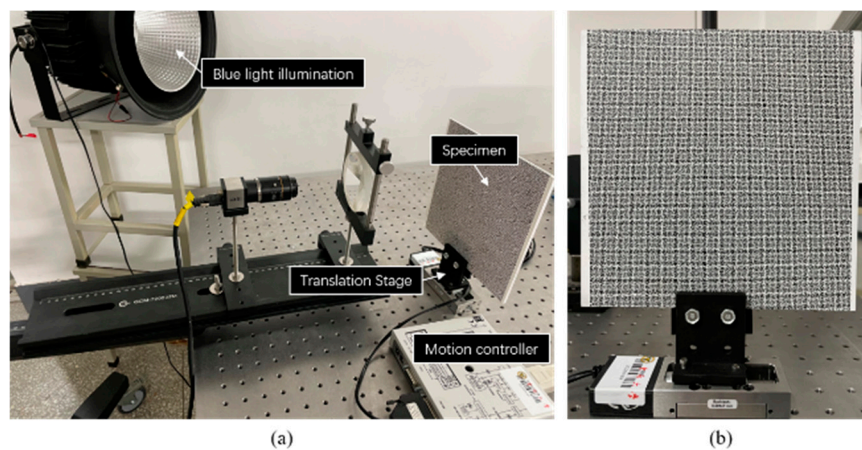 Blue light illumination
Specimen
Translation Stage
Motion controller
(a)
(b)